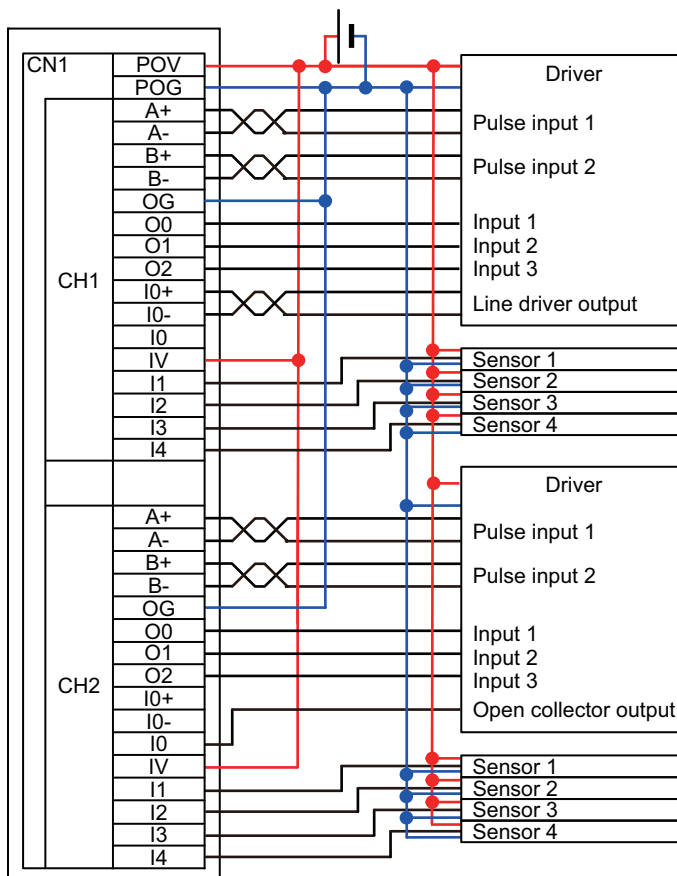 CN1
POV
POG
CH1
A+
A-
B+
B-
OG
O0
O1
O2
I0+
I0-
I0
IV
I1
I2
I3
I4
Driver
Pulse input 1
Pulse input 2
Input 1
Input 2
Input 3
Line driver output
Sensor 1
Sensor 2
Sensor 3
Sensor 4
CH2
A+
A-
B+
B-
OG
O0
O1
O2
I0+
I0-
I0
IV
I1
I2
I3
I4
Driver
Pulse input 1
Pulse input 2
Input 1
Input 2
Input 3
Open collector output
Sensor 1
Sensor 2
Sensor 3
Sensor 4